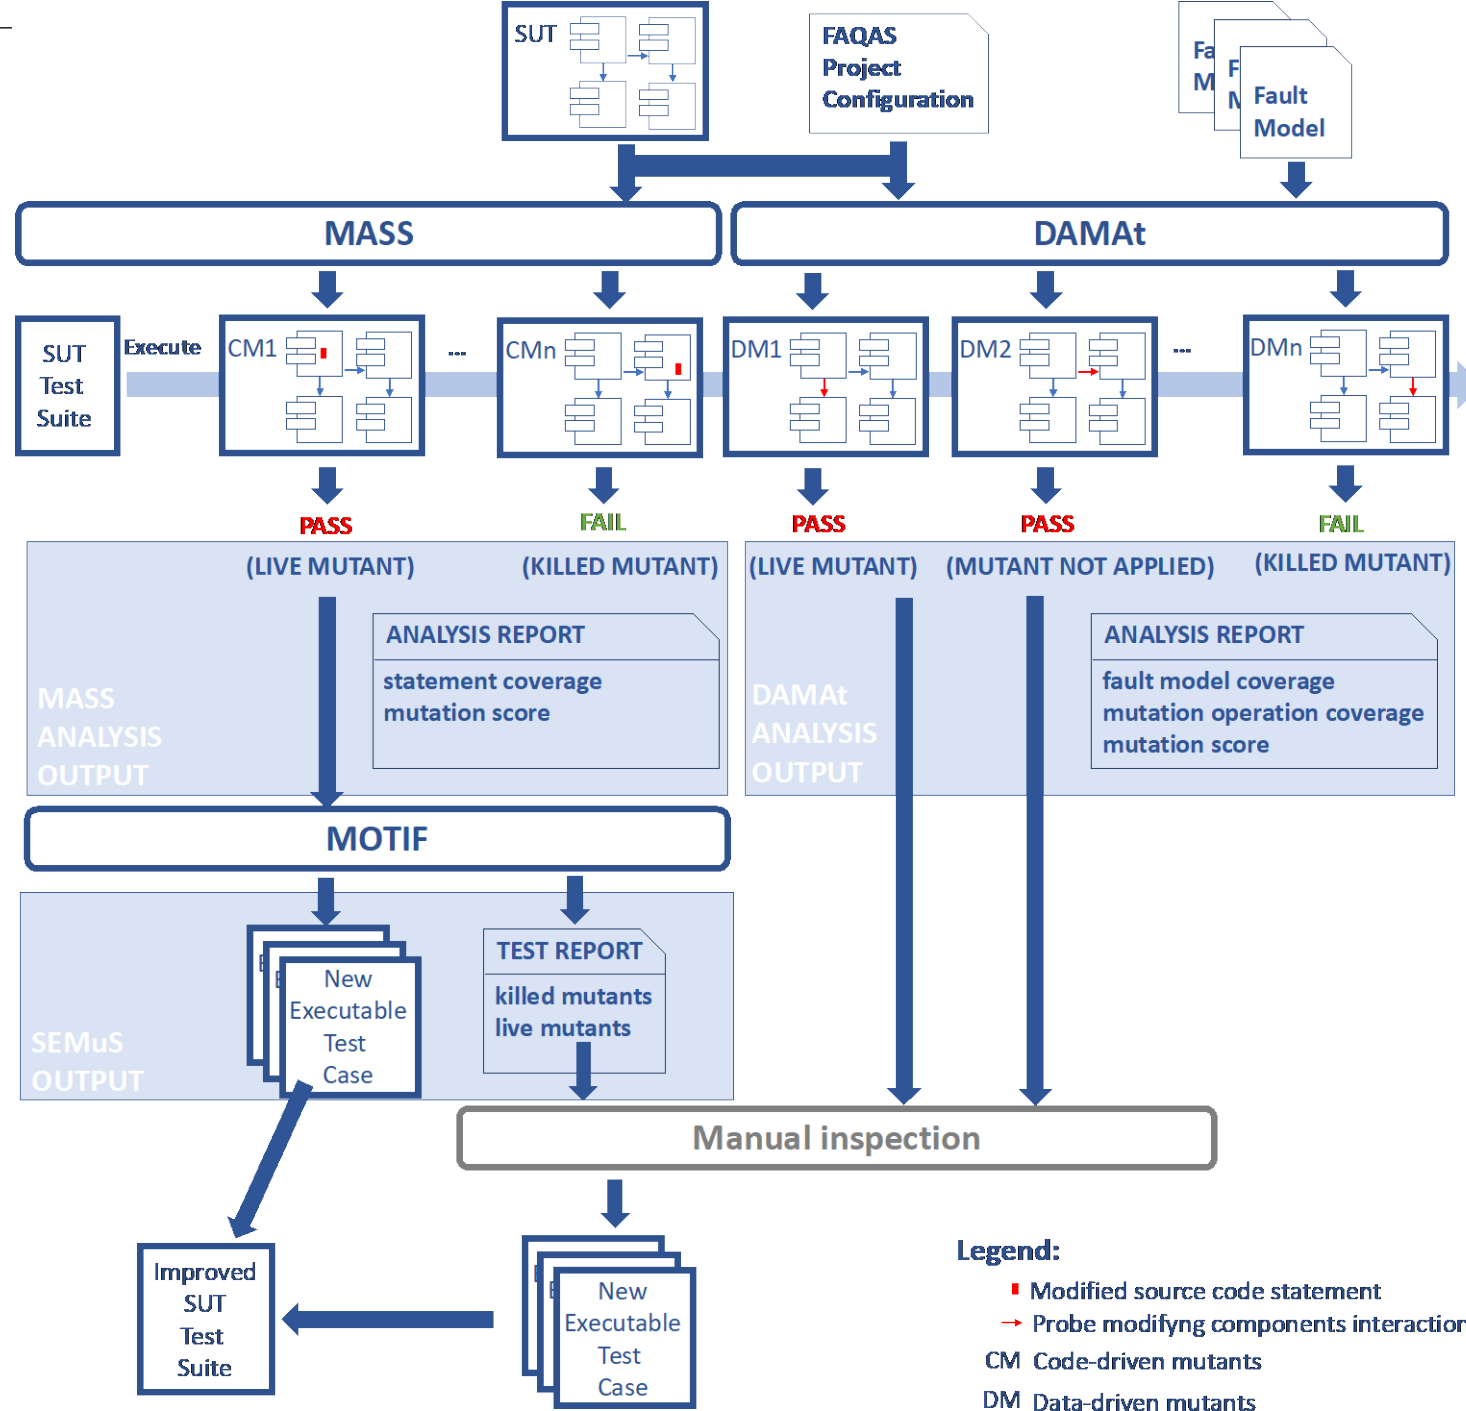 SUT
FAQAS
Project
Configuration
Fa
M
F
M
Fault
Model
MASS
DAMAt
SUT
Test
Suite
Execute
CM1
...
CMn
DM1
DM2
...
DMn
PASS
FAIL
PASS
PASS
FAIL
(LIVE MUTANT)
(KILLED MUTANT)
(LIVE MUTANT)
(MUTANT NOT APPLIED)
(KILLED MUTANT)
ANALYSIS REPORT
statement coverage
mutation score
MASS
ANALYSIS
OUTPUT
ANALYSIS REPORT
fault model coverage
mutation operation coverage
mutation score
DAMAt
ANALYSIS
OUTPUT
MOTIF
New
Executable
Test
Case
TEST REPORT
killed mutants
live mutants
SEMuS
OUTPUT
Manual inspection
Improved
SUT
Test
Suite
New
Executable
Test
Case
Legend:
Modified source code statement
Probe modifyng components interaction
CM Code-driven mutants
DM Data-driven mutants